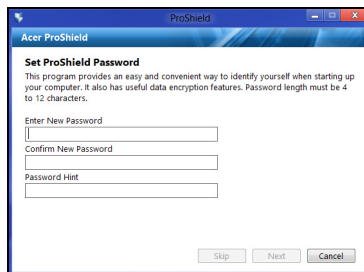 ProShield
Acer ProShield
Set ProShield Password
This program provides an easy and convenient way to identify yourself when starting up
your computer. It also has useful data encryption features. Password length must be 4
to 12 characters.
Enter New Password
Confirm New Password
Password Hint
Skip Next Cancel